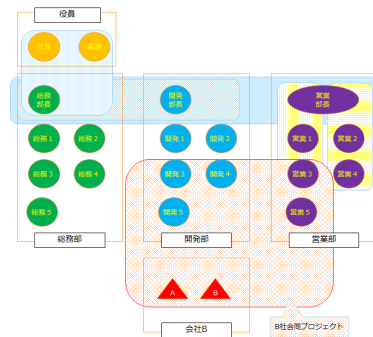 役員
社長
専務
総務
部長
開発
部長
営業
部長
総務1
総務2
開発1
開発2
営業1
営業2
総務3
総務4
開発3
開発4
営業3
営業4
総務5
開発5
営業5
総務部
開発部
営業部
A
B
会社B
B社合同プロジェクト